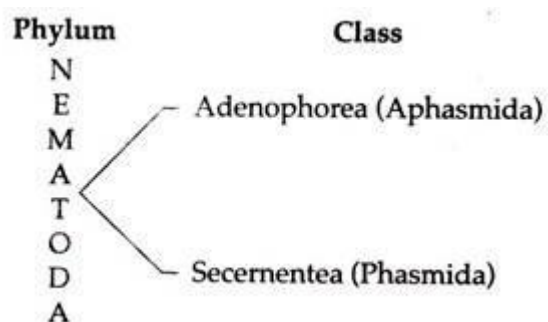 Phylum Class
N
E
M
A
T
O
D
A
Adenophorea (Aphasmida)
Secernentea (Phasmida)